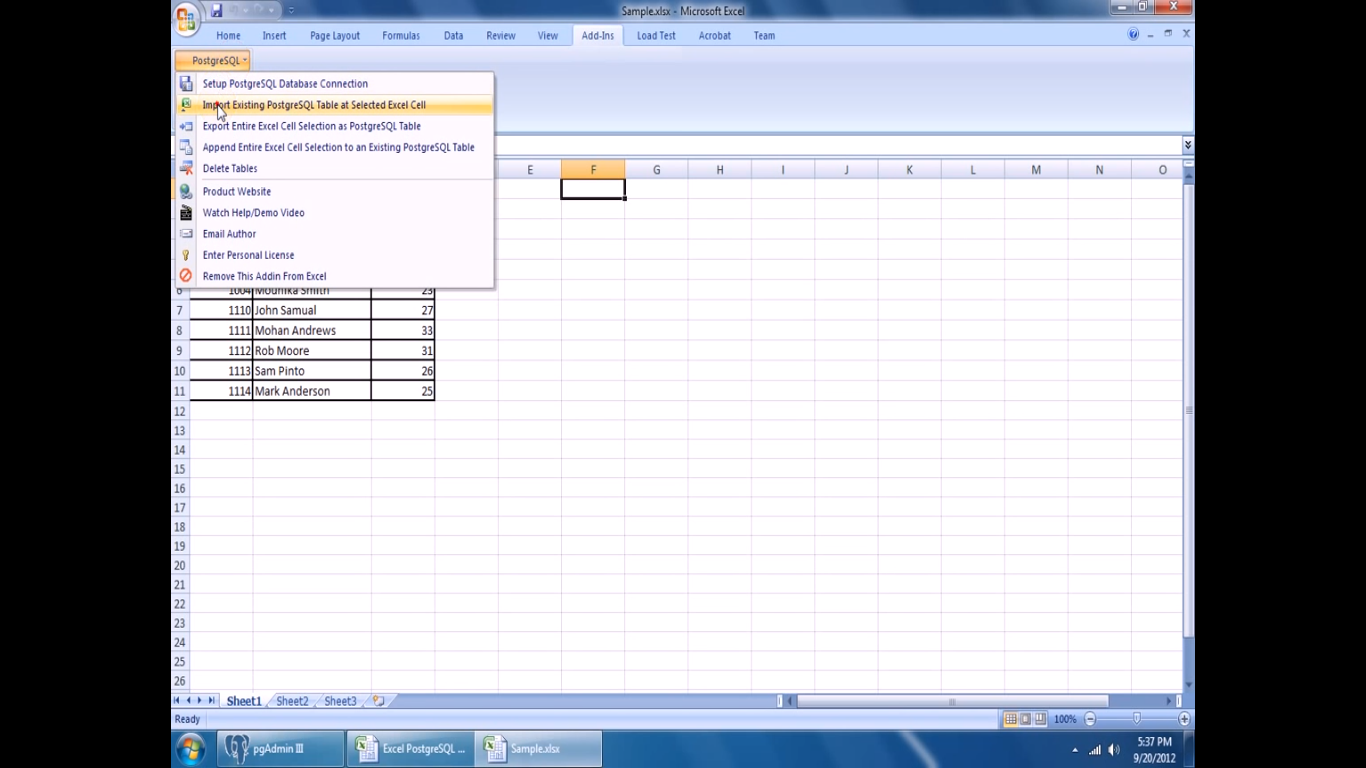 Sample.xlsx - Microsoft Excel
Home Insert Page Layout Formulas Data Review View Add-Ins Load Test Acrobat Team
PostgreSQL
Setup PostgreSQL Database Connection
Import Existing PostgreSQL Table at Selected Excel Cell
Export Entire Excel Cell Selection as PostgreSQL Table
Append Entire Excel Cell Selection to an Existing PostgreSQL Table
Delete Tables
Product Website
Watch Help/Demo Video
Email Author
Enter Personal License
Remove This Addin From Excel
E F G H I J K L M N O
6 1004 Mounika Smith 23
7 1110 John Samual 27
8 1111 Mohan Andrews 33
9 1112 Rob Moore 31
10 1113 Sam Pinto 26
11 1114 Mark Anderson 25
12
13
14
15
16
17
18
19
20
21
22
23
24
25
26
Sheet1 Sheet2 Sheet3
Ready 100%
pgAdmin III Excel PostgreSQL ... Sample.xlsx 5:37 PM
9/20/2012